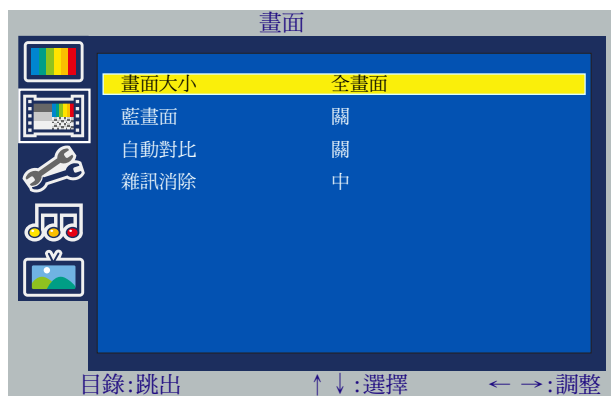 畫面
畫面大小 全畫面
藍畫面 關
自動對比 關
雜訊消除 中
目錄:跳出 ↑↓:選擇 ←→:調整